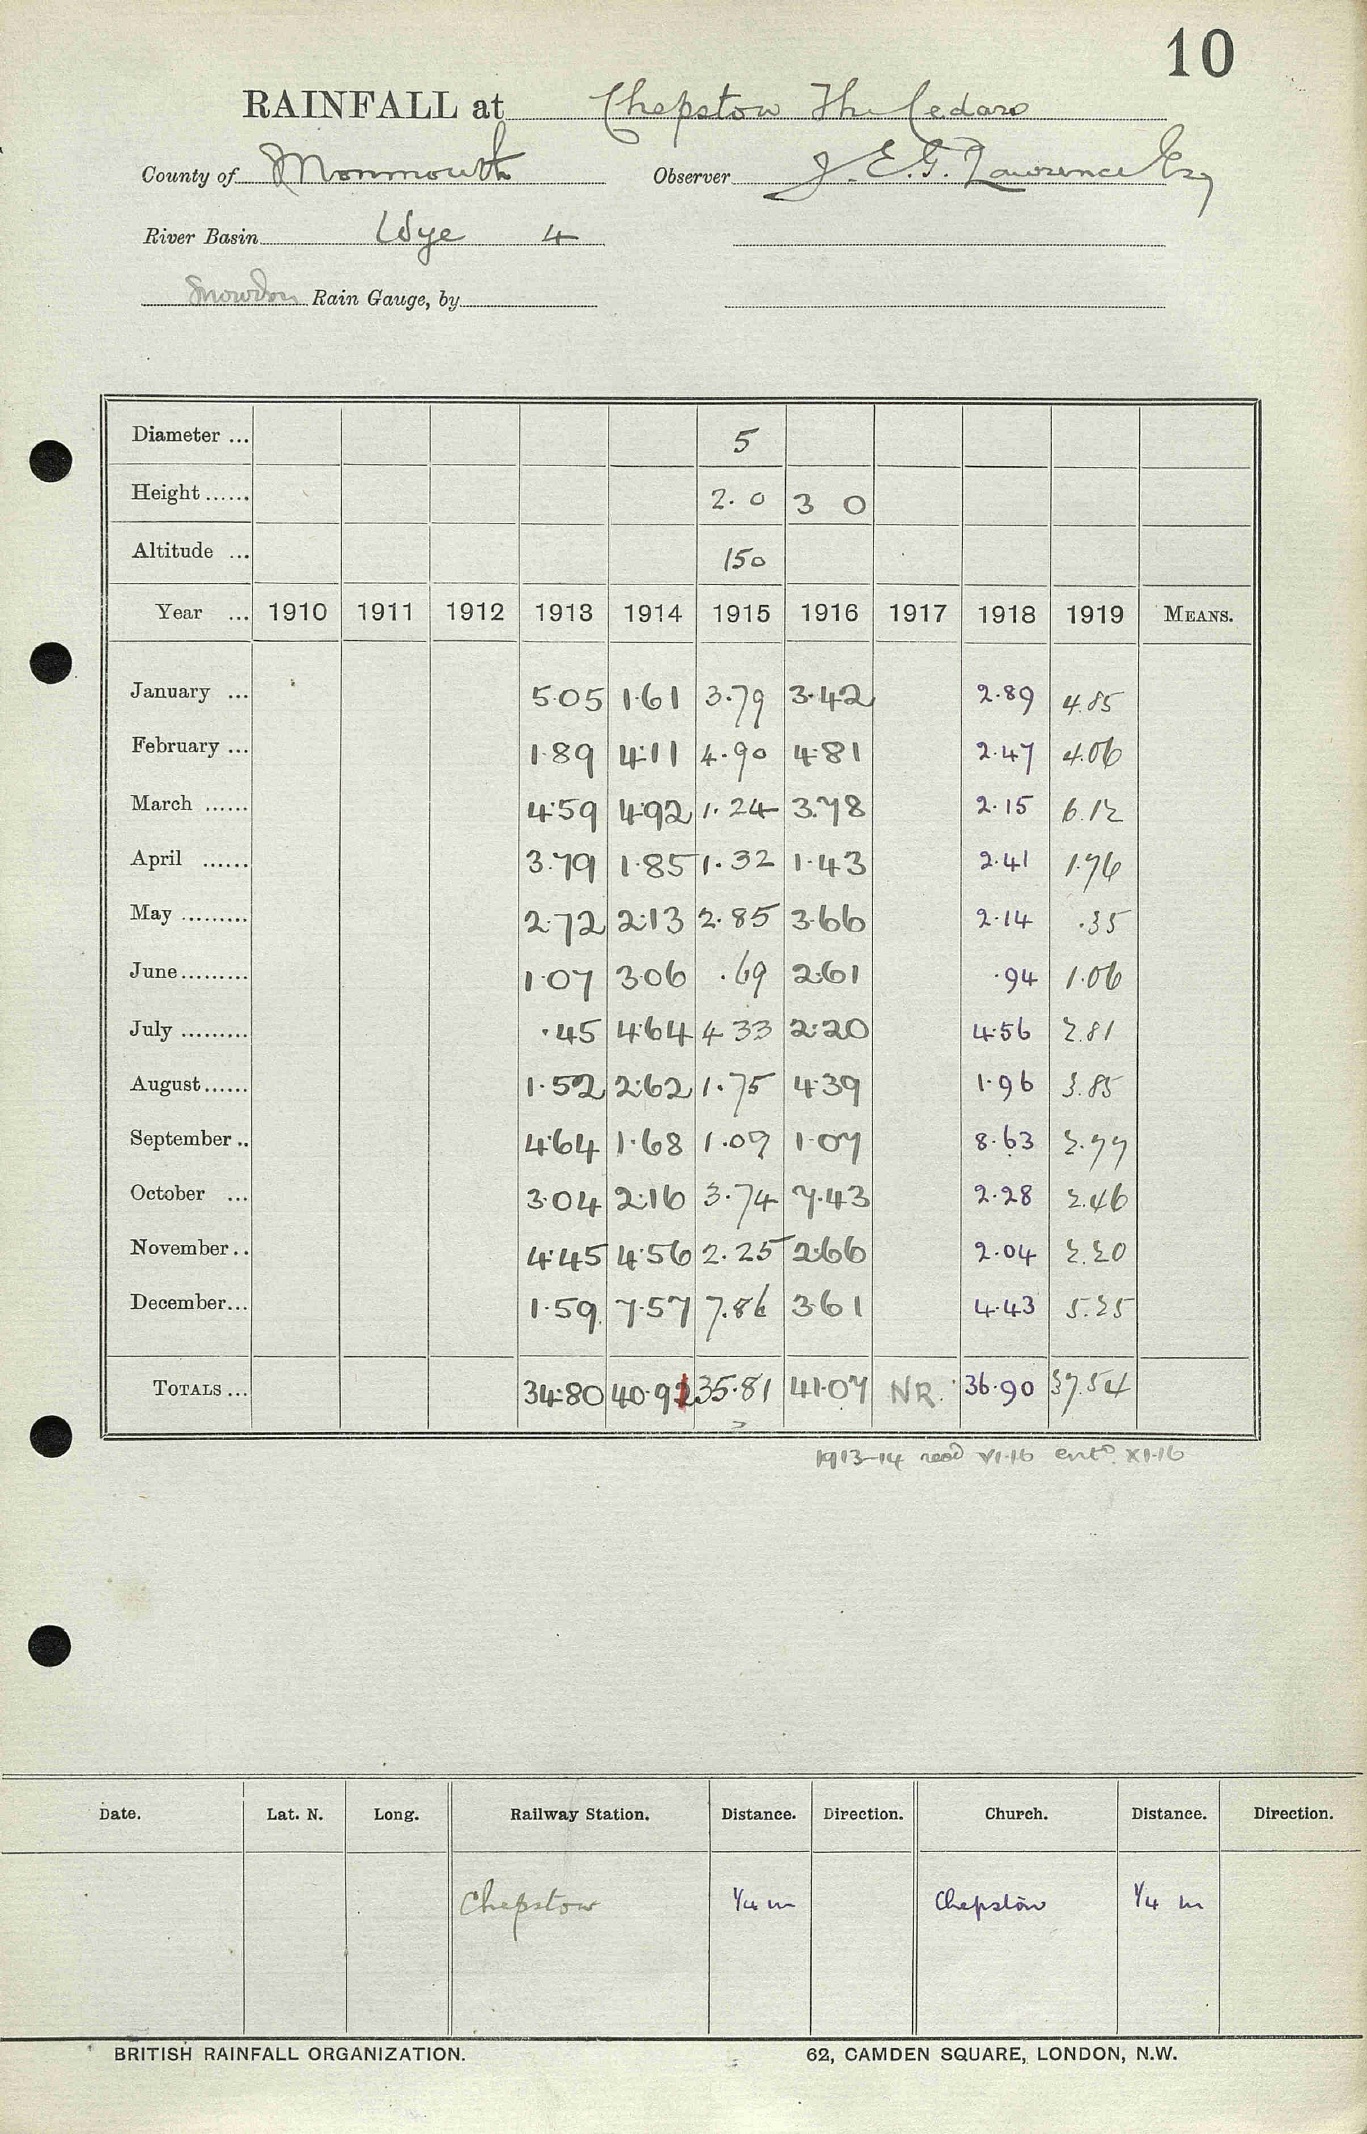 10
RAINFALL at Chepstow The Cedars
County of Monmouth Observer J. E. G. Lawrence Esq
River Basin Wye 4
Snowdon Rain Gauge, by
Diameter ... 5
Height ...... 2.0 3 0
Altitude ... 150
Year ... 1910 1911 1912 1913 1914 1915 1916 1917 1918 1919 MEANS.
January ... 5.05 1.61 3.79 3.42 2.89 4.85
February ... 1.89 4.11 4.90 4.81 2.47 4.06
March ...... 4.59 4.92 1.24 3.78 2.15 6.12
April ...... 3.79 1.85 1.32 1.43 2.41 1.76
May ......... 2.72 2.13 2.85 3.66 2.14 .35
June ......... 1.07 3.06 .69 2.61 .94 1.06
July ......... .45 4.64 4 33 2.20 4.56 2.81
August ...... 1.52 2.62 1.75 4.39 1.96 3.85
September .. 4.64 1.68 1.09 1.07 8.63 2.77
October ... 3.04 2.16 3.74 7.43 2.28 2.46
November .. 4.45 4.56 2.25 2.66 2.04 2.20
December ... 1.59 7.57 7.86 3.61 4.43 5.25
TOTALS ... 34.80 40.91 35.81 41.07 NR. 36.90 37.54
1913-14 recd VI.16 entd. XI.16
Date. Lat. N. Long. Railway Station. Distance. Direction. Church. Distance. Direction.
Chepstow 1/4 m Chepstow 1/4 m
BRITISH RAINFALL ORGANIZATION. 62, CAMDEN SQUARE, LONDON, N.W.